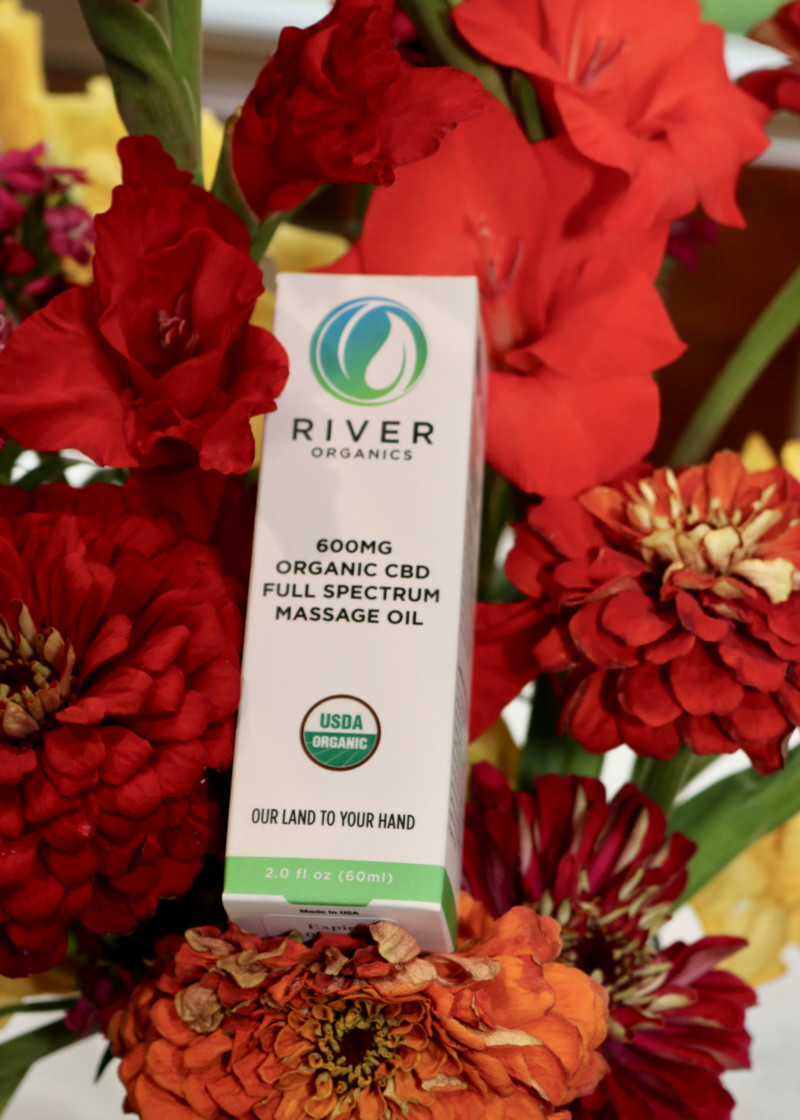 RIVER
ORGANICS
600MG
ORGANIC CBD
FULL SPECTRUM
MASSAGE OIL
USDA
ORGANIC
OUR LAND TO YOUR HAND
2.0 fl oz (60ml)
Made in USA